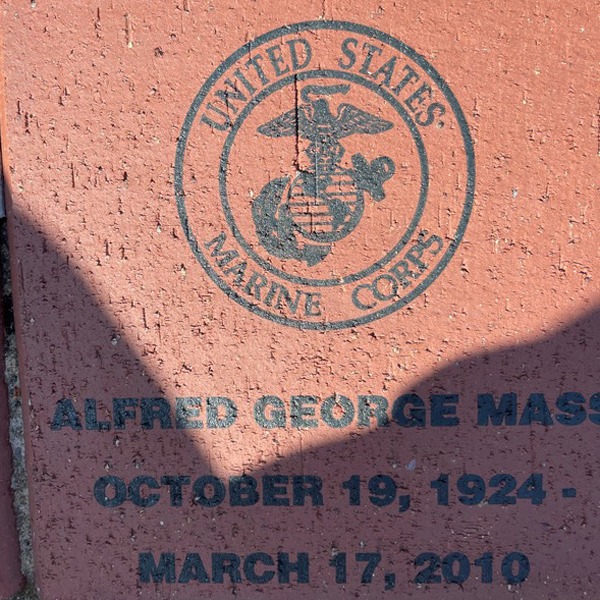 UNITED STATES
MARINE CORPS
ALFRED GEORGE MASS
OCTOBER 19, 1924 -
MARCH 17, 2010